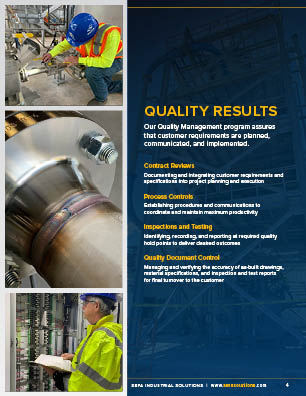 QUALITY RESULTS
Our Quality Management program assures
that customer requirements are planned,
communicated, and implemented.
Contract Reviews
Documenting and integrating customer requirements and
specifications into project planning and execution
Process Controls
Establishing procedures and communications to
coordinate and maintain maximum productivity
Inspections and Testing
Identifying, recording, and reporting at required quality
hold points to deliver desired outcomes
Quality Document Control
Managing and verifying the accuracy of as-built drawings,
material specifications, and inspection and test reports
for final turnover to the customer
INDUSTRIAL SOLUTIONS | 4